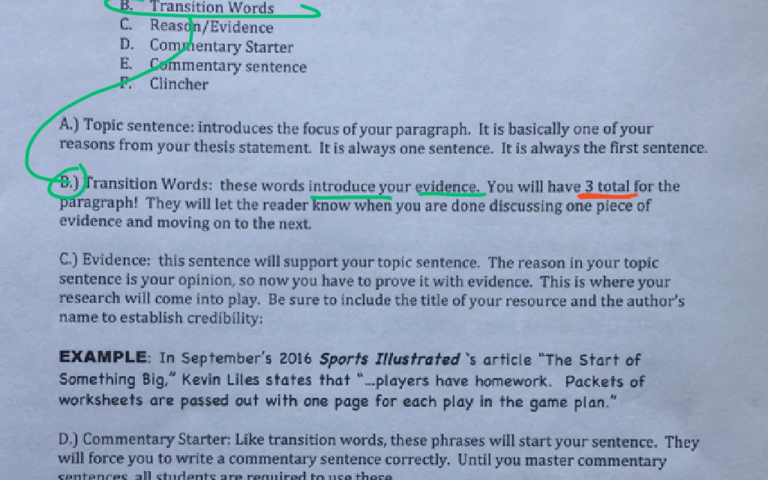 B. Transition Words
C. Reason/Evidence
D. Commentary Starter
E. Commentary sentence
F. Clincher
A.) Topic sentence: introduces the focus of your paragraph. It is basically one of your
reasons from your thesis statement. It is always one sentence. It is always the first sentence.
B.) Transition Words: these words introduce your evidence. You will have 3 total for the
paragraph! They will let the reader know when you are done discussing one piece of
evidence and moving on to the next.
C.) Evidence: this sentence will support your topic sentence. The reason in your topic
sentence is your opinion, so now you have to prove it with evidence. This is where your
research will come into play. Be sure to include the title of your resource and the author's
name to establish credibility:
EXAMPLE: In September's 2016 Sports Illustrated 's article "The Start of
Something Big," Kevin Liles states that "...players have homework. Packets of
worksheets are passed out with one page for each play in the game plan."
D.) Commentary Starter: Like transition words, these phrases will start your sentence. They
will force you to write a commentary sentence correctly. Until you master commentary
sentences, all students are required to use these